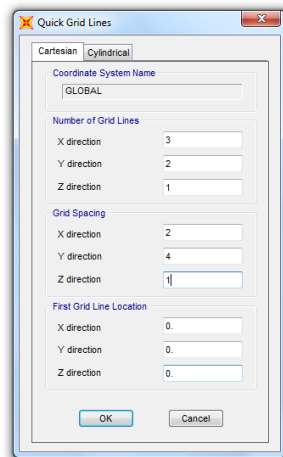 Quick Grid Lines
Cartesian Cylindrical
Coordinate System Name
GLOBAL
Number of Grid Lines
X direction 3
Y direction 2
Z direction 1
Grid Spacing
X direction 2
Y direction 4
Z direction 1
First Grid Line Location
X direction 0.
Y direction 0.
Z direction 0.
OK Cancel